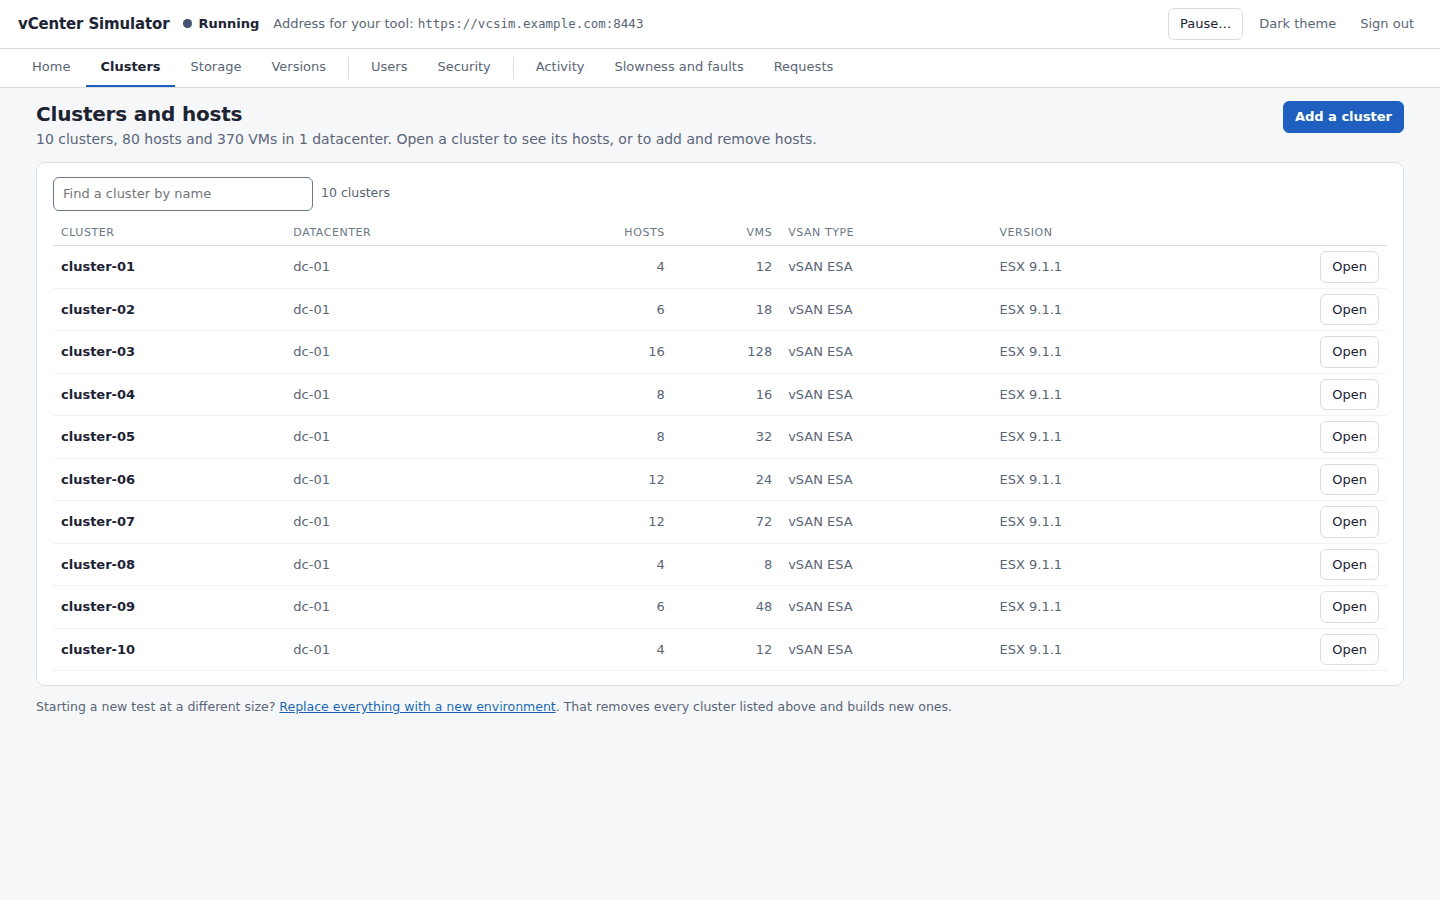 vCenter Simulator Running Address for your tool: https://vcsim.example.com:8443 Pause... Dark theme Sign out
Home Clusters Storage Versions Users Security Activity Slowness and faults Requests
Clusters and hosts
Add a cluster
10 clusters, 80 hosts and 370 VMs in 1 datacenter. Open a cluster to see its hosts, or to add and remove hosts.
Find a cluster by name 10 clusters
CLUSTER DATACENTER HOSTS VMS VSAN TYPE VERSION
cluster-01 dc-01 4 12 vSAN ESA ESX 9.1.1 Open
cluster-02 dc-01 6 18 vSAN ESA ESX 9.1.1 Open
cluster-03 dc-01 16 128 vSAN ESA ESX 9.1.1 Open
cluster-04 dc-01 8 16 vSAN ESA ESX 9.1.1 Open
cluster-05 dc-01 8 32 vSAN ESA ESX 9.1.1 Open
cluster-06 dc-01 12 24 vSAN ESA ESX 9.1.1 Open
cluster-07 dc-01 12 72 vSAN ESA ESX 9.1.1 Open
cluster-08 dc-01 4 8 vSAN ESA ESX 9.1.1 Open
cluster-09 dc-01 6 48 vSAN ESA ESX 9.1.1 Open
cluster-10 dc-01 4 12 vSAN ESA ESX 9.1.1 Open
Starting a new test at a different size? Replace everything with a new environment. That removes every cluster listed above and builds new ones.